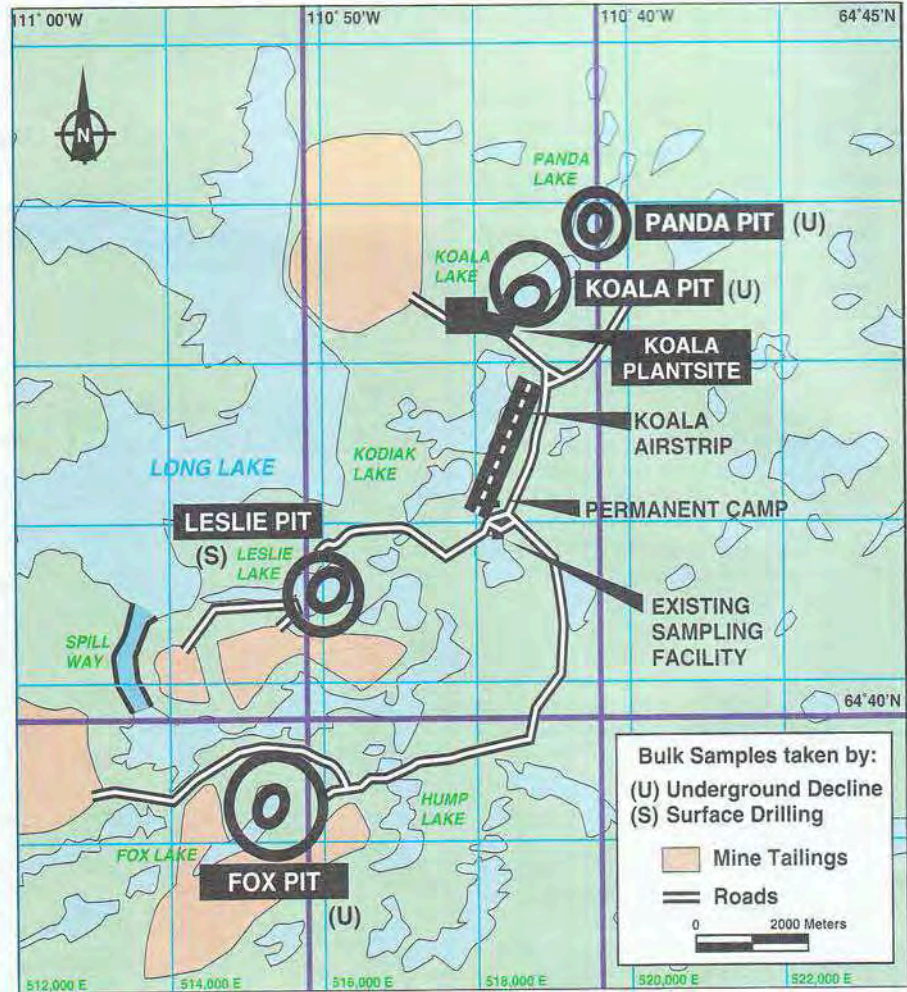 111° 00'W
110° 50'W
110° 40'W
64° 45'N
N
PANDA
LAKE
PANDA PIT (U)
KOALA
LAKE
KOALA PIT (U)
KOALA
PLANTSITE
KOALA
AIRSTRIP
KODIAK
LAKE
LONG LAKE
PERMANENT CAMP
LESLIE PIT
(S) LESLIE
LAKE
EXISTING
SAMPLING
FACILITY
SPILL
WAY
64° 40'N
HUMP
LAKE
FOX LAKE
FOX PIT
(U)
Bulk Samples taken by:
(U) Underground Decline
(S) Surface Drilling
Mine Tailings
Roads
0 2000 Meters
512,000 E
514,000 E
516,000 E
518,000 E
520,000 E
522,000 E